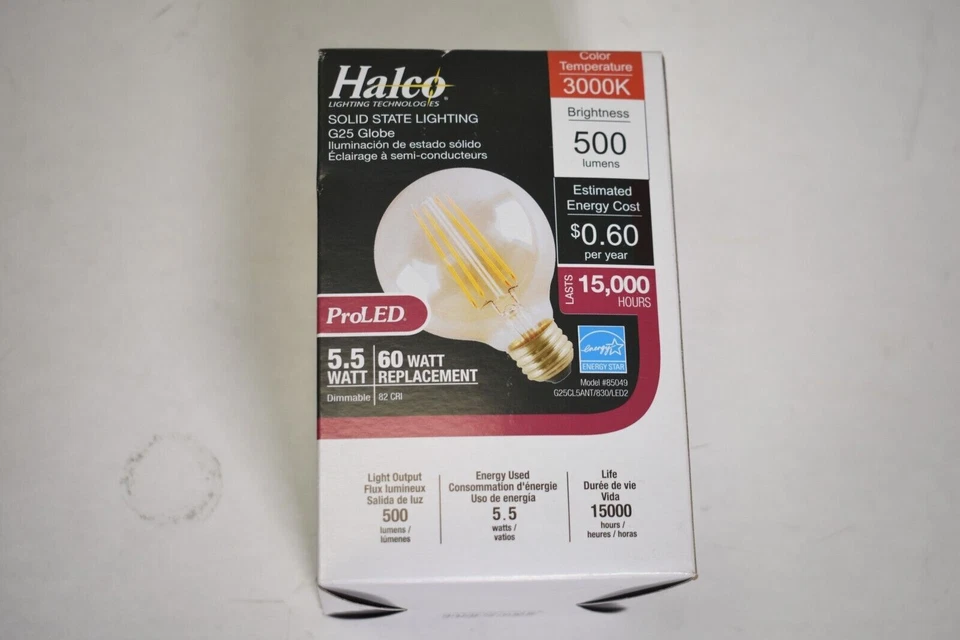 Halco
LIGHTING TECHNOLOGIES®
SOLID STATE LIGHTING
G25 Globe
Iluminación de estado sólido
Éclairage à semi-conducteurs
Color
Temperature
3000K
Brightness
500
lumens
Estimated
Energy Cost
$0.60
per year
LASTS 15,000
HOURS
ProLED®
5.5
WATT
60 WATT
REPLACEMENT
Dimmable
82 CRI
energy
ENERGY STAR
Model #85049
G25CL5ANT/830/LED2
Light Output
Flux lumineux
Salida de luz
500
lumens /
lúmenes
Energy Used
Consommation d'énergie
Uso de energía
5.5
watts /
vatios
Life
Durée de vie
Vida
15000
hours /
heures / horas